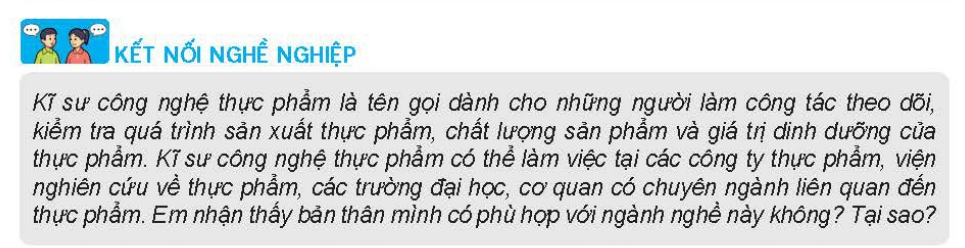 KẾT NỐI NGHỀ NGHIỆP
Kĩ sư công nghệ thực phẩm là tên gọi dành cho những người làm công tác theo dõi,
kiểm tra quá trình sản xuất thực phẩm, chất lượng sản phẩm và giá trị dinh dưỡng của
thực phẩm. Kĩ sư công nghệ thực phẩm có thể làm việc tại các công ty thực phẩm, viện
nghiên cứu về thực phẩm, các trường đại học, cơ quan có chuyên ngành liên quan đến
thực phẩm. Em nhận thấy bản thân mình có phù hợp với ngành nghề này không? Tại sao?